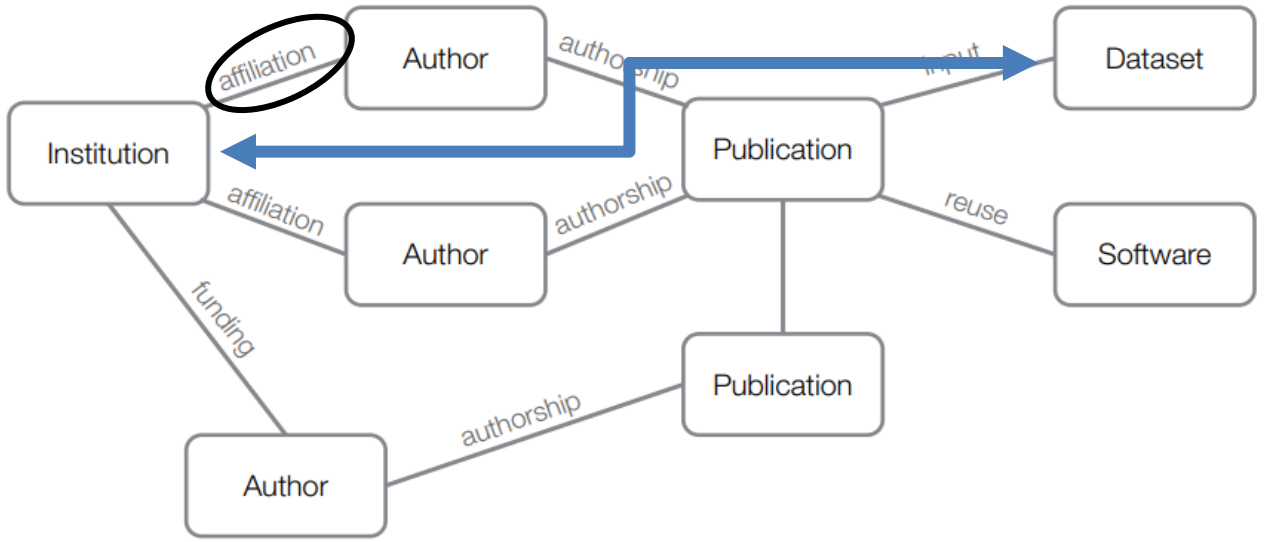 affiliation
Author
authorship
input
Dataset
Institution
Publication
affiliation
Author
authorship
reuse
Software
funding
Publication
authorship
Author